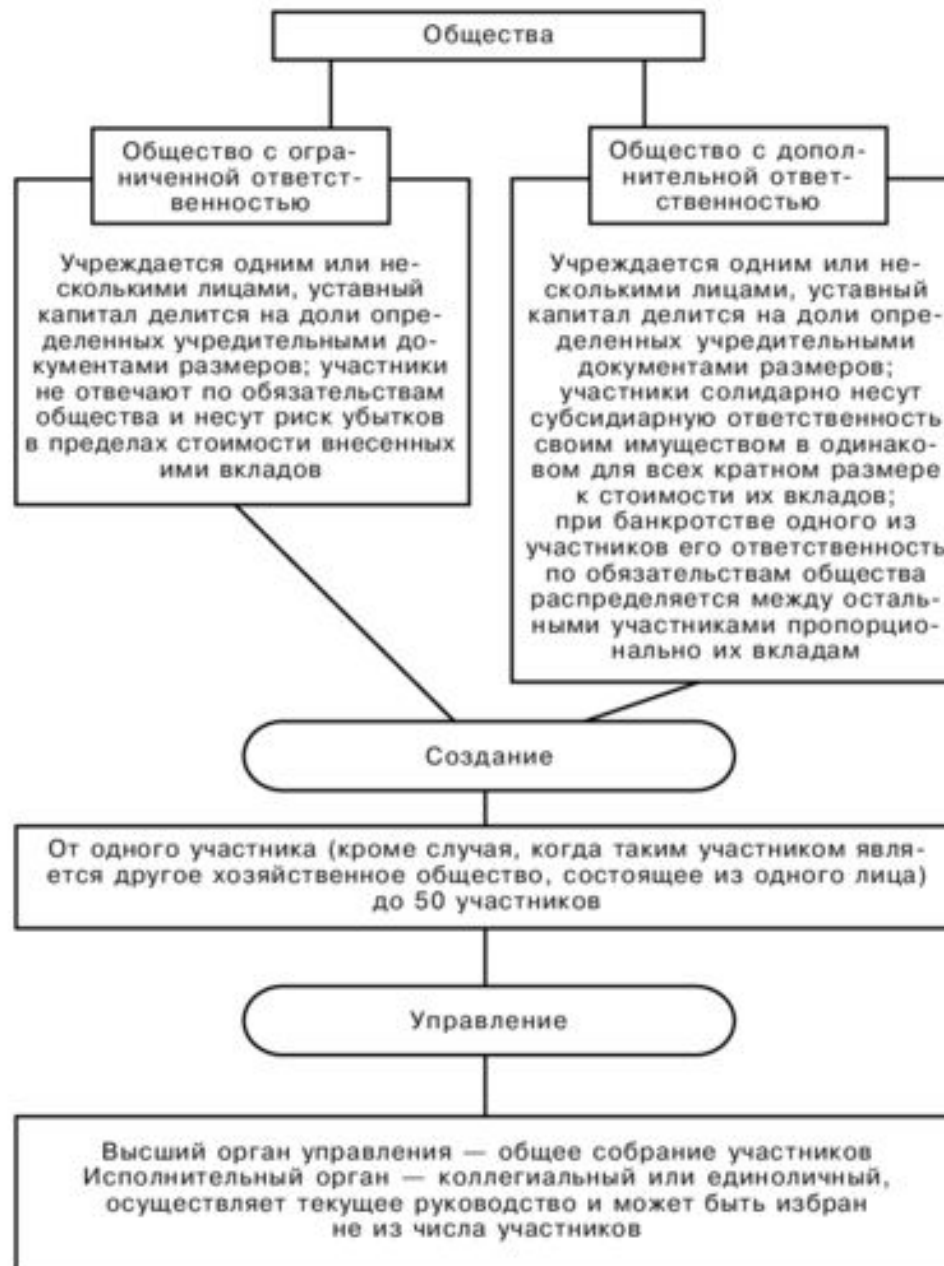 Общества
Общество с огра-
ниченной ответст-
венностью
Учреждается одним или не-
сколькими лицами, уставный
капитал делится на доли опре-
деленных учредительными до-
кументами размеров; участники
не отвечают по обязательствам
общества и несут риск убытков
в пределах стоимости внесенных
ими вкладов
Общество с допол-
нительной ответ-
ственностью
Учреждается одним или не-
сколькими лицами, уставный
капитал делится на доли опре-
деленных учредительными
документами размеров;
участники солидарно несут
субсидиарную ответственность
своим имуществом в одинако-
вом для всех кратном размере
к стоимости их вкладов;
при банкротстве одного из
участников его ответственность
по обязательствам общества
распределяется между осталь-
ными участниками пропорцио-
нально их вкладам
Создание
От одного участника (кроме случая, когда таким участником явля-
ется другое хозяйственное общество, состоящее из одного лица)
до 50 участников
Управление
Высший орган управления — общее собрание участников
Исполнительный орган — коллегиальный или единоличный,
осуществляет текущее руководство и может быть избран
не из числа участников